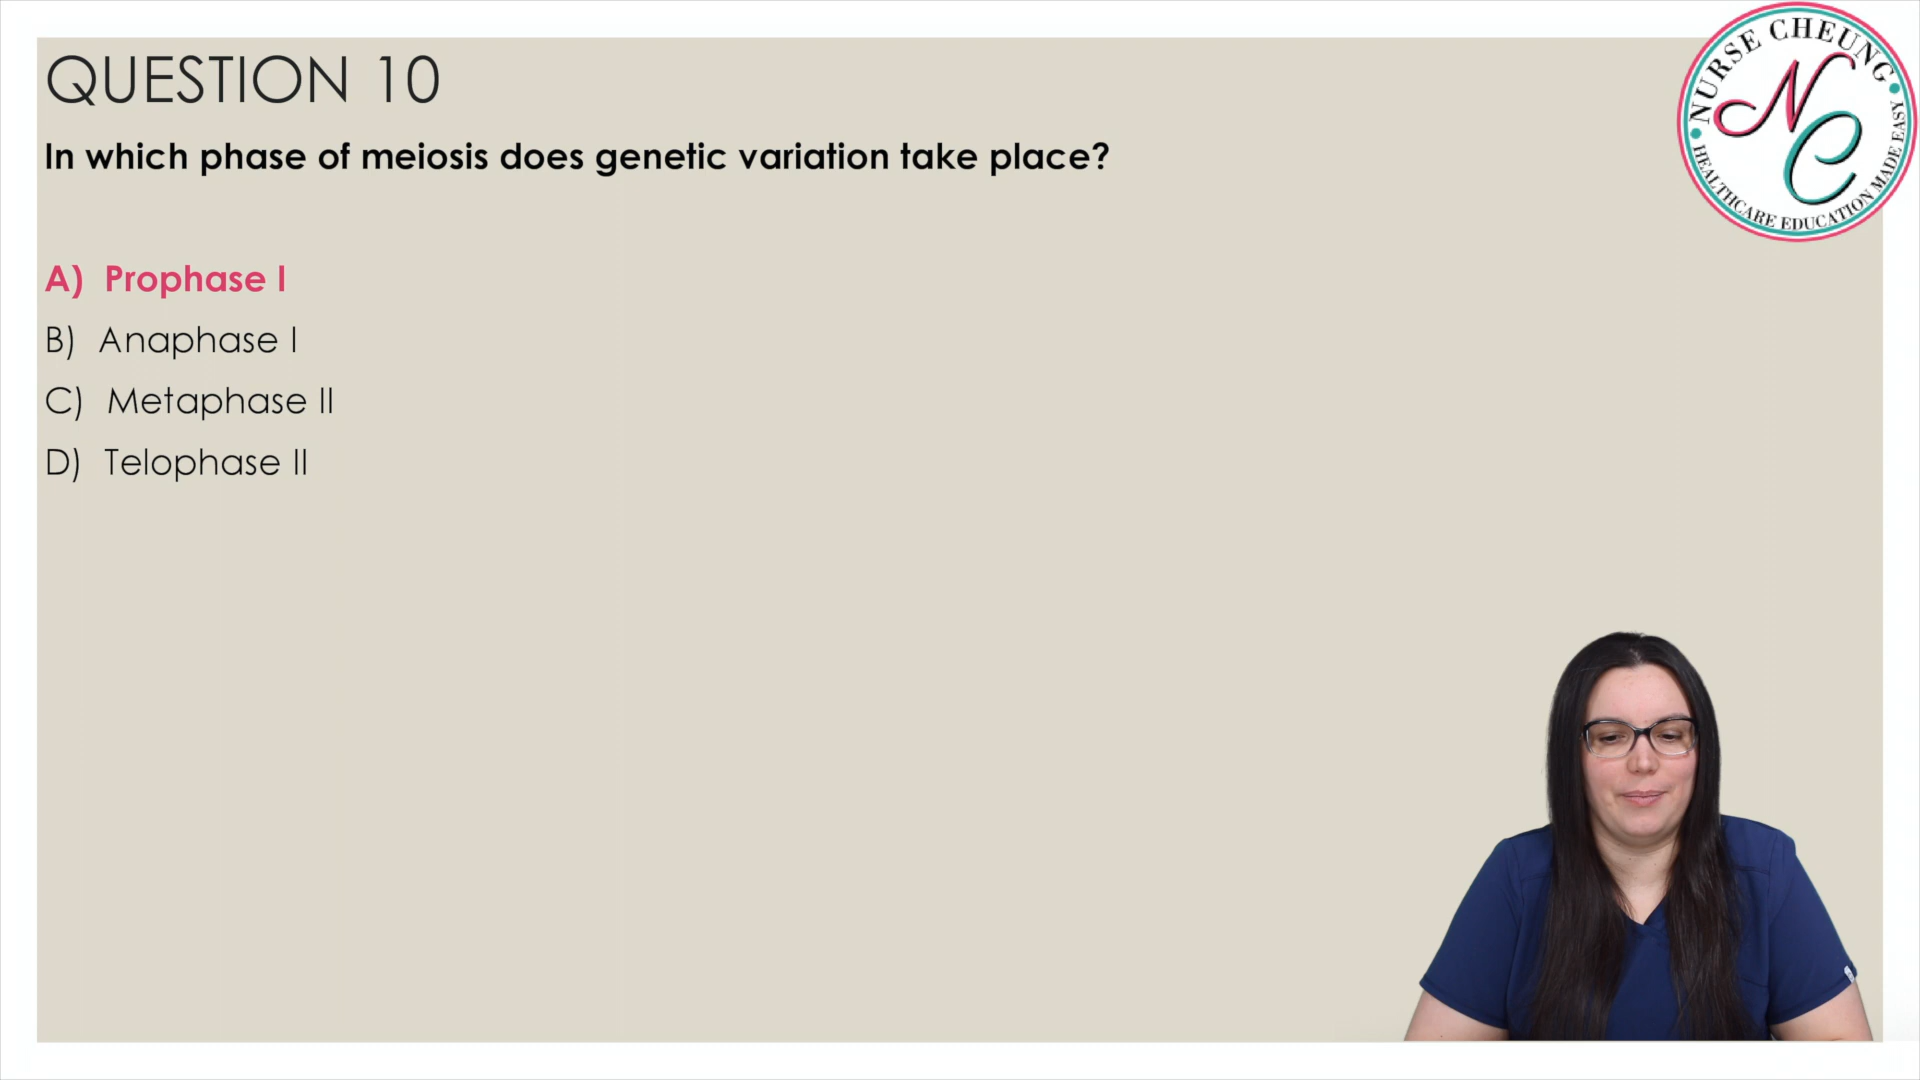 QUESTION 10
In which phase of meiosis does genetic variation take place?
A) Prophase I
B) Anaphase I
C) Metaphase II
D) Telophase II
NURSE CHEUNG
NC
HEALTHCARE EDUCATION MADE EASY